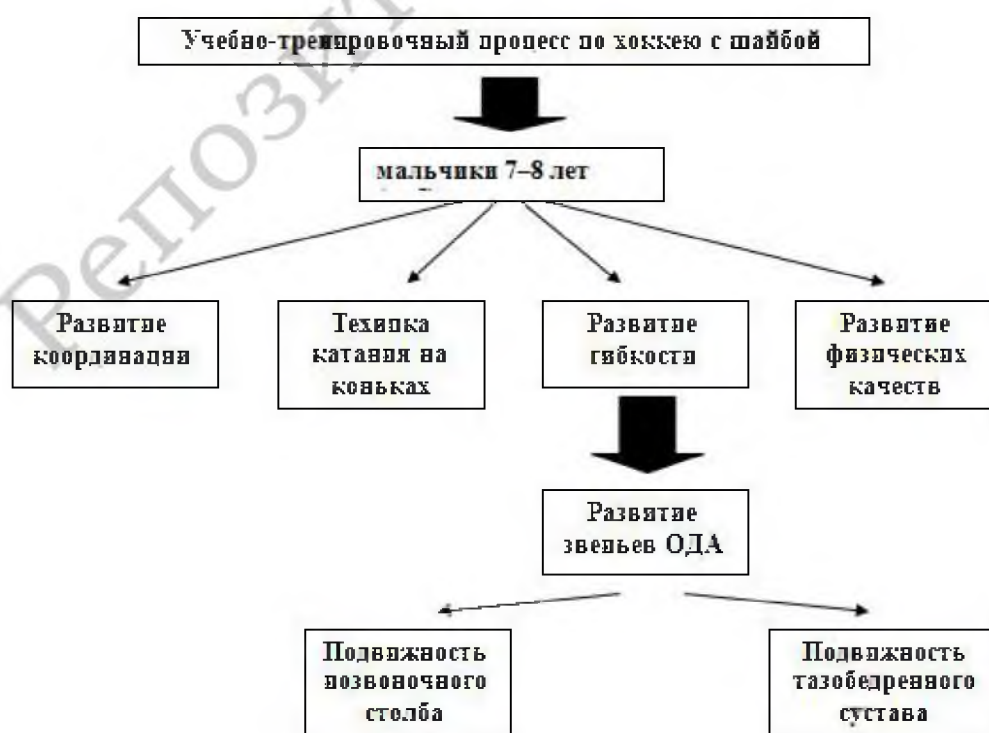 Учебно-тренировочный процесс по хоккею с шайбой
мальчики 7–8 лет
Развитие
координации
Техника
катания на
коньках
Развитие
гибкости
Развитие
физических
качеств
Развитие
звеньев ОДА
Подвижность
позвоночного
столба
Подвижность
тазобедренного
сустава